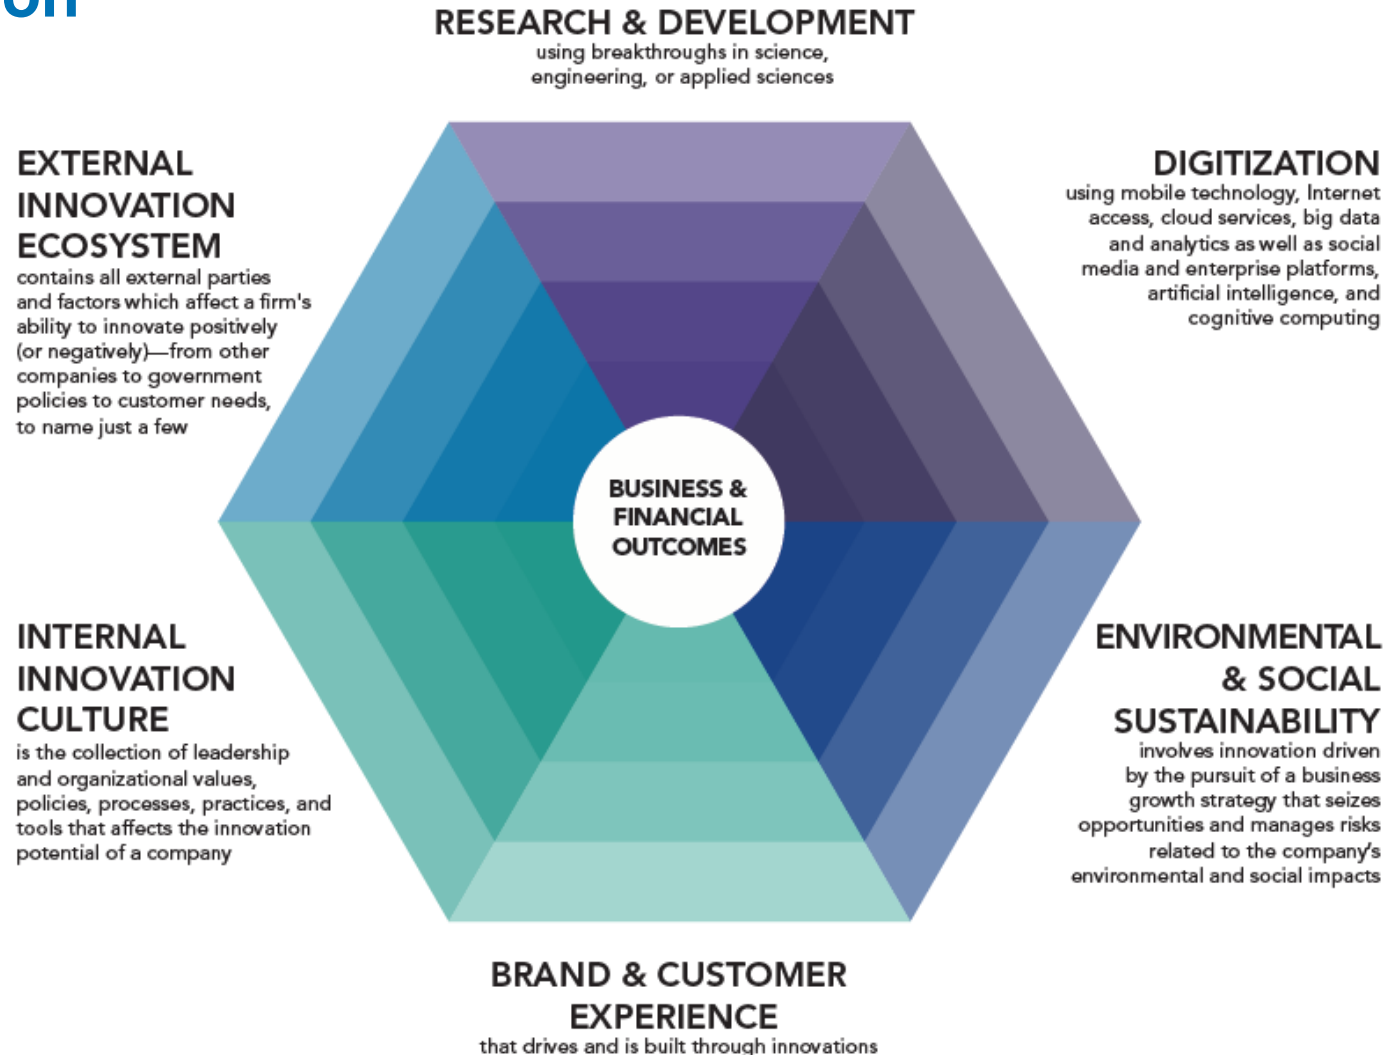 on
RESEARCH & DEVELOPMENT
using breakthroughs in science,
engineering, or applied sciences
EXTERNAL
INNOVATION
ECOSYSTEM
contains all external parties
and factors which affect a firm's
ability to innovate positively
(or negatively)—from other
companies to government
policies to customer needs,
to name just a few
DIGITIZATION
using mobile technology, Internet
access, cloud services, big data
and analytics as well as social
media and enterprise platforms,
artificial intelligence, and
cognitive computing
BUSINESS &
FINANCIAL
OUTCOMES
INTERNAL
INNOVATION
CULTURE
is the collection of leadership
and organizational values,
policies, processes, practices, and
tools that affects the innovation
potential of a company
ENVIRONMENTAL
& SOCIAL
SUSTAINABILITY
involves innovation driven
by the pursuit of a business
growth strategy that seizes
opportunities and manages risks
related to the company's
environmental and social impacts
BRAND & CUSTOMER
EXPERIENCE
that drives and is built through innovations